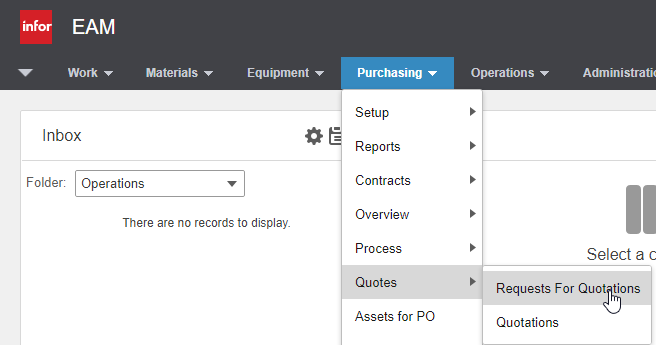 infor EAM
Work Materials Equipment Purchasing Operations
Inbox
Folder: Operations
There are no records to display.
Setup
Reports
Contracts
Overview
Process
Quotes
Assets for PO
Select a
Requests For Quotations
Quotations